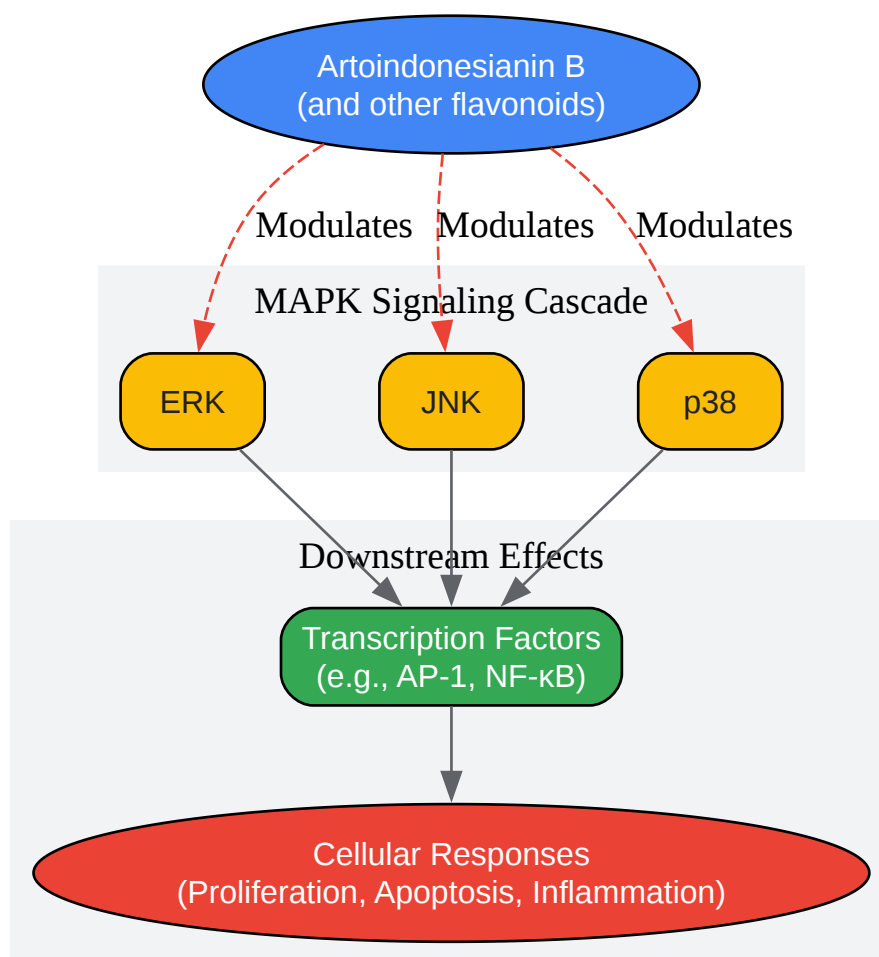 Artoindonesianin B
(and other flavonoids)
Modulates
Modulates
Modulates
MAPK Signaling Cascade
ERK
JNK
p38
Downstream Effects
Transcription Factors
(e.g., AP-1, NF-κB)
Cellular Responses
(Proliferation, Apoptosis, Inflammation)